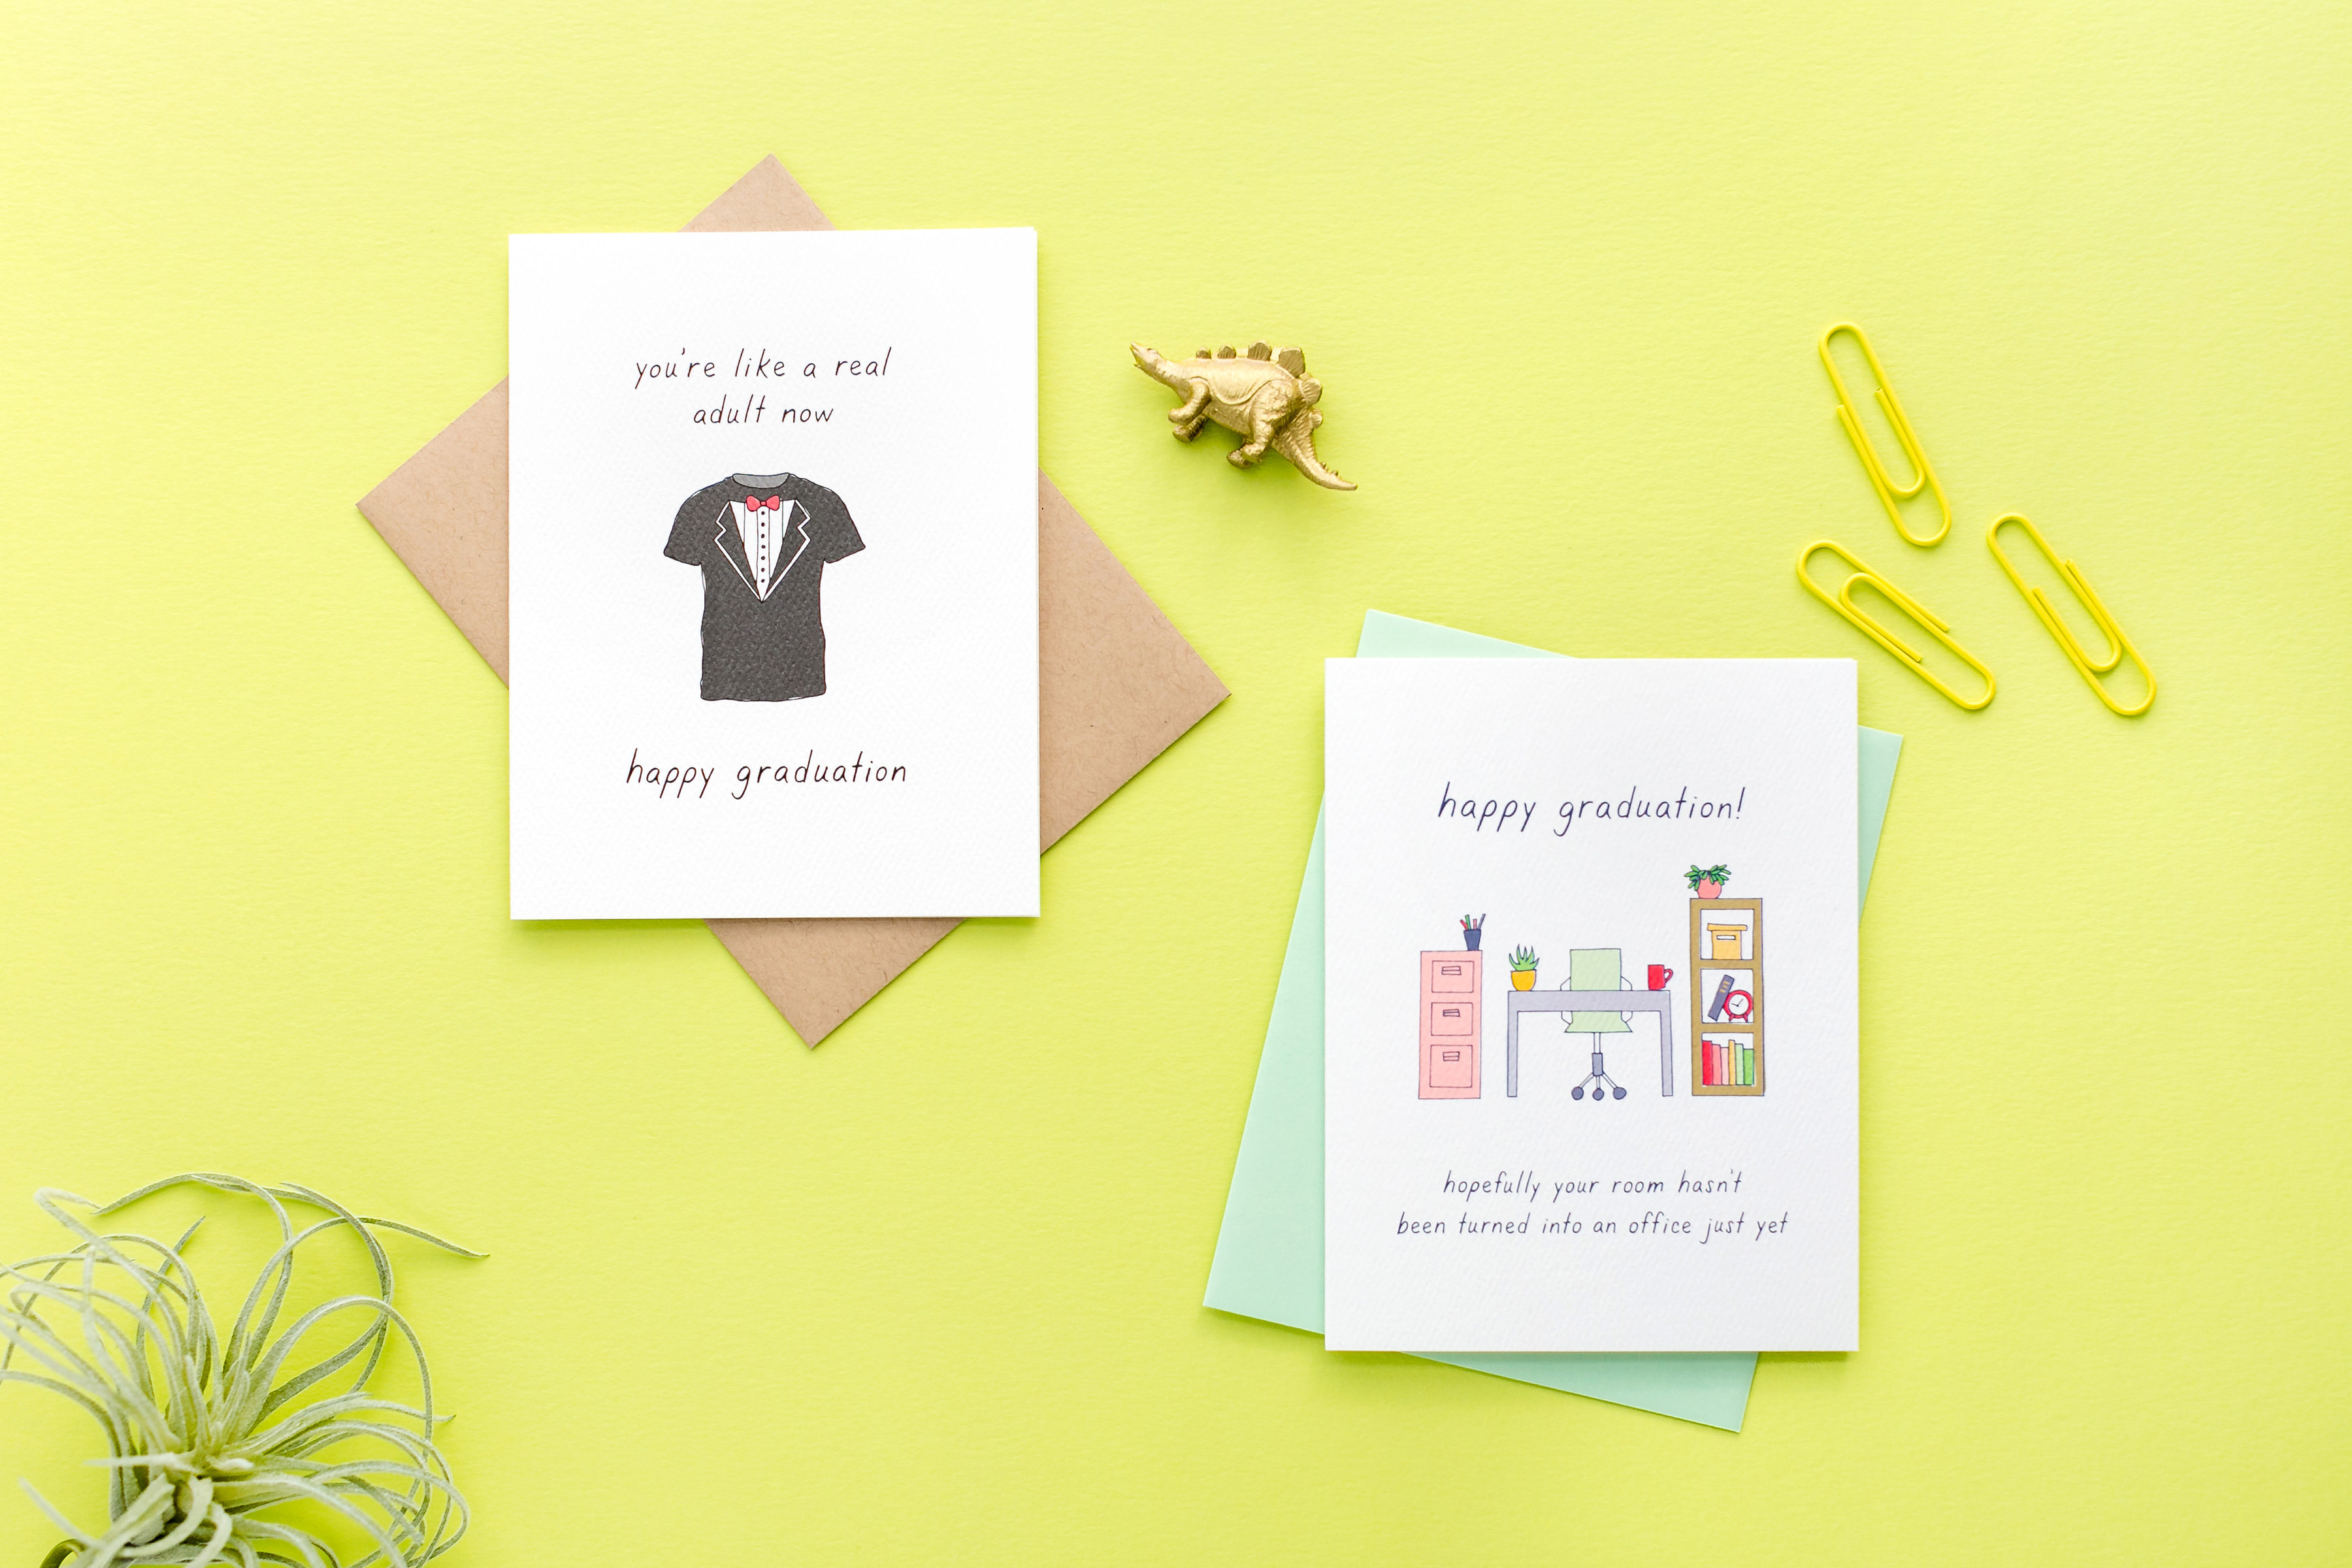 you're like a real
adult now
happy graduation
happy graduation!
hopefully your room hasn't
been turned into an office just yet